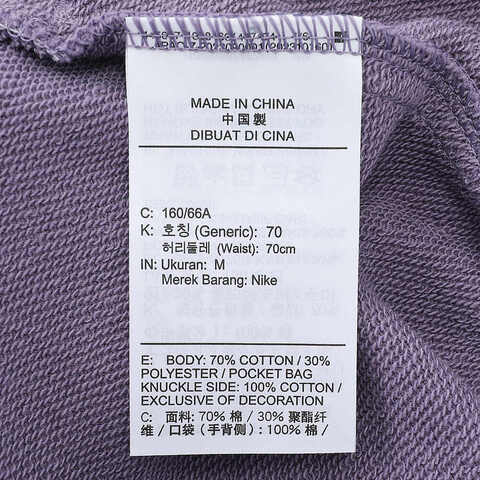 MADE IN CHINA
中国製
DIBUAT DI CINA
C: 160/66A
K: 호칭 (Generic): 70
허리둘레 (Waist): 70cm
IN: Ukuran: M
Merek Barang: Nike
E: BODY: 70% COTTON / 30%
POLYESTER / POCKET BAG
KNUCKLE SIDE: 100% COTTON /
EXCLUSIVE OF DECORATION
C: 面料: 70% 棉 / 30% 聚酯纤
维 / 口袋（手背侧）: 100% 棉 /